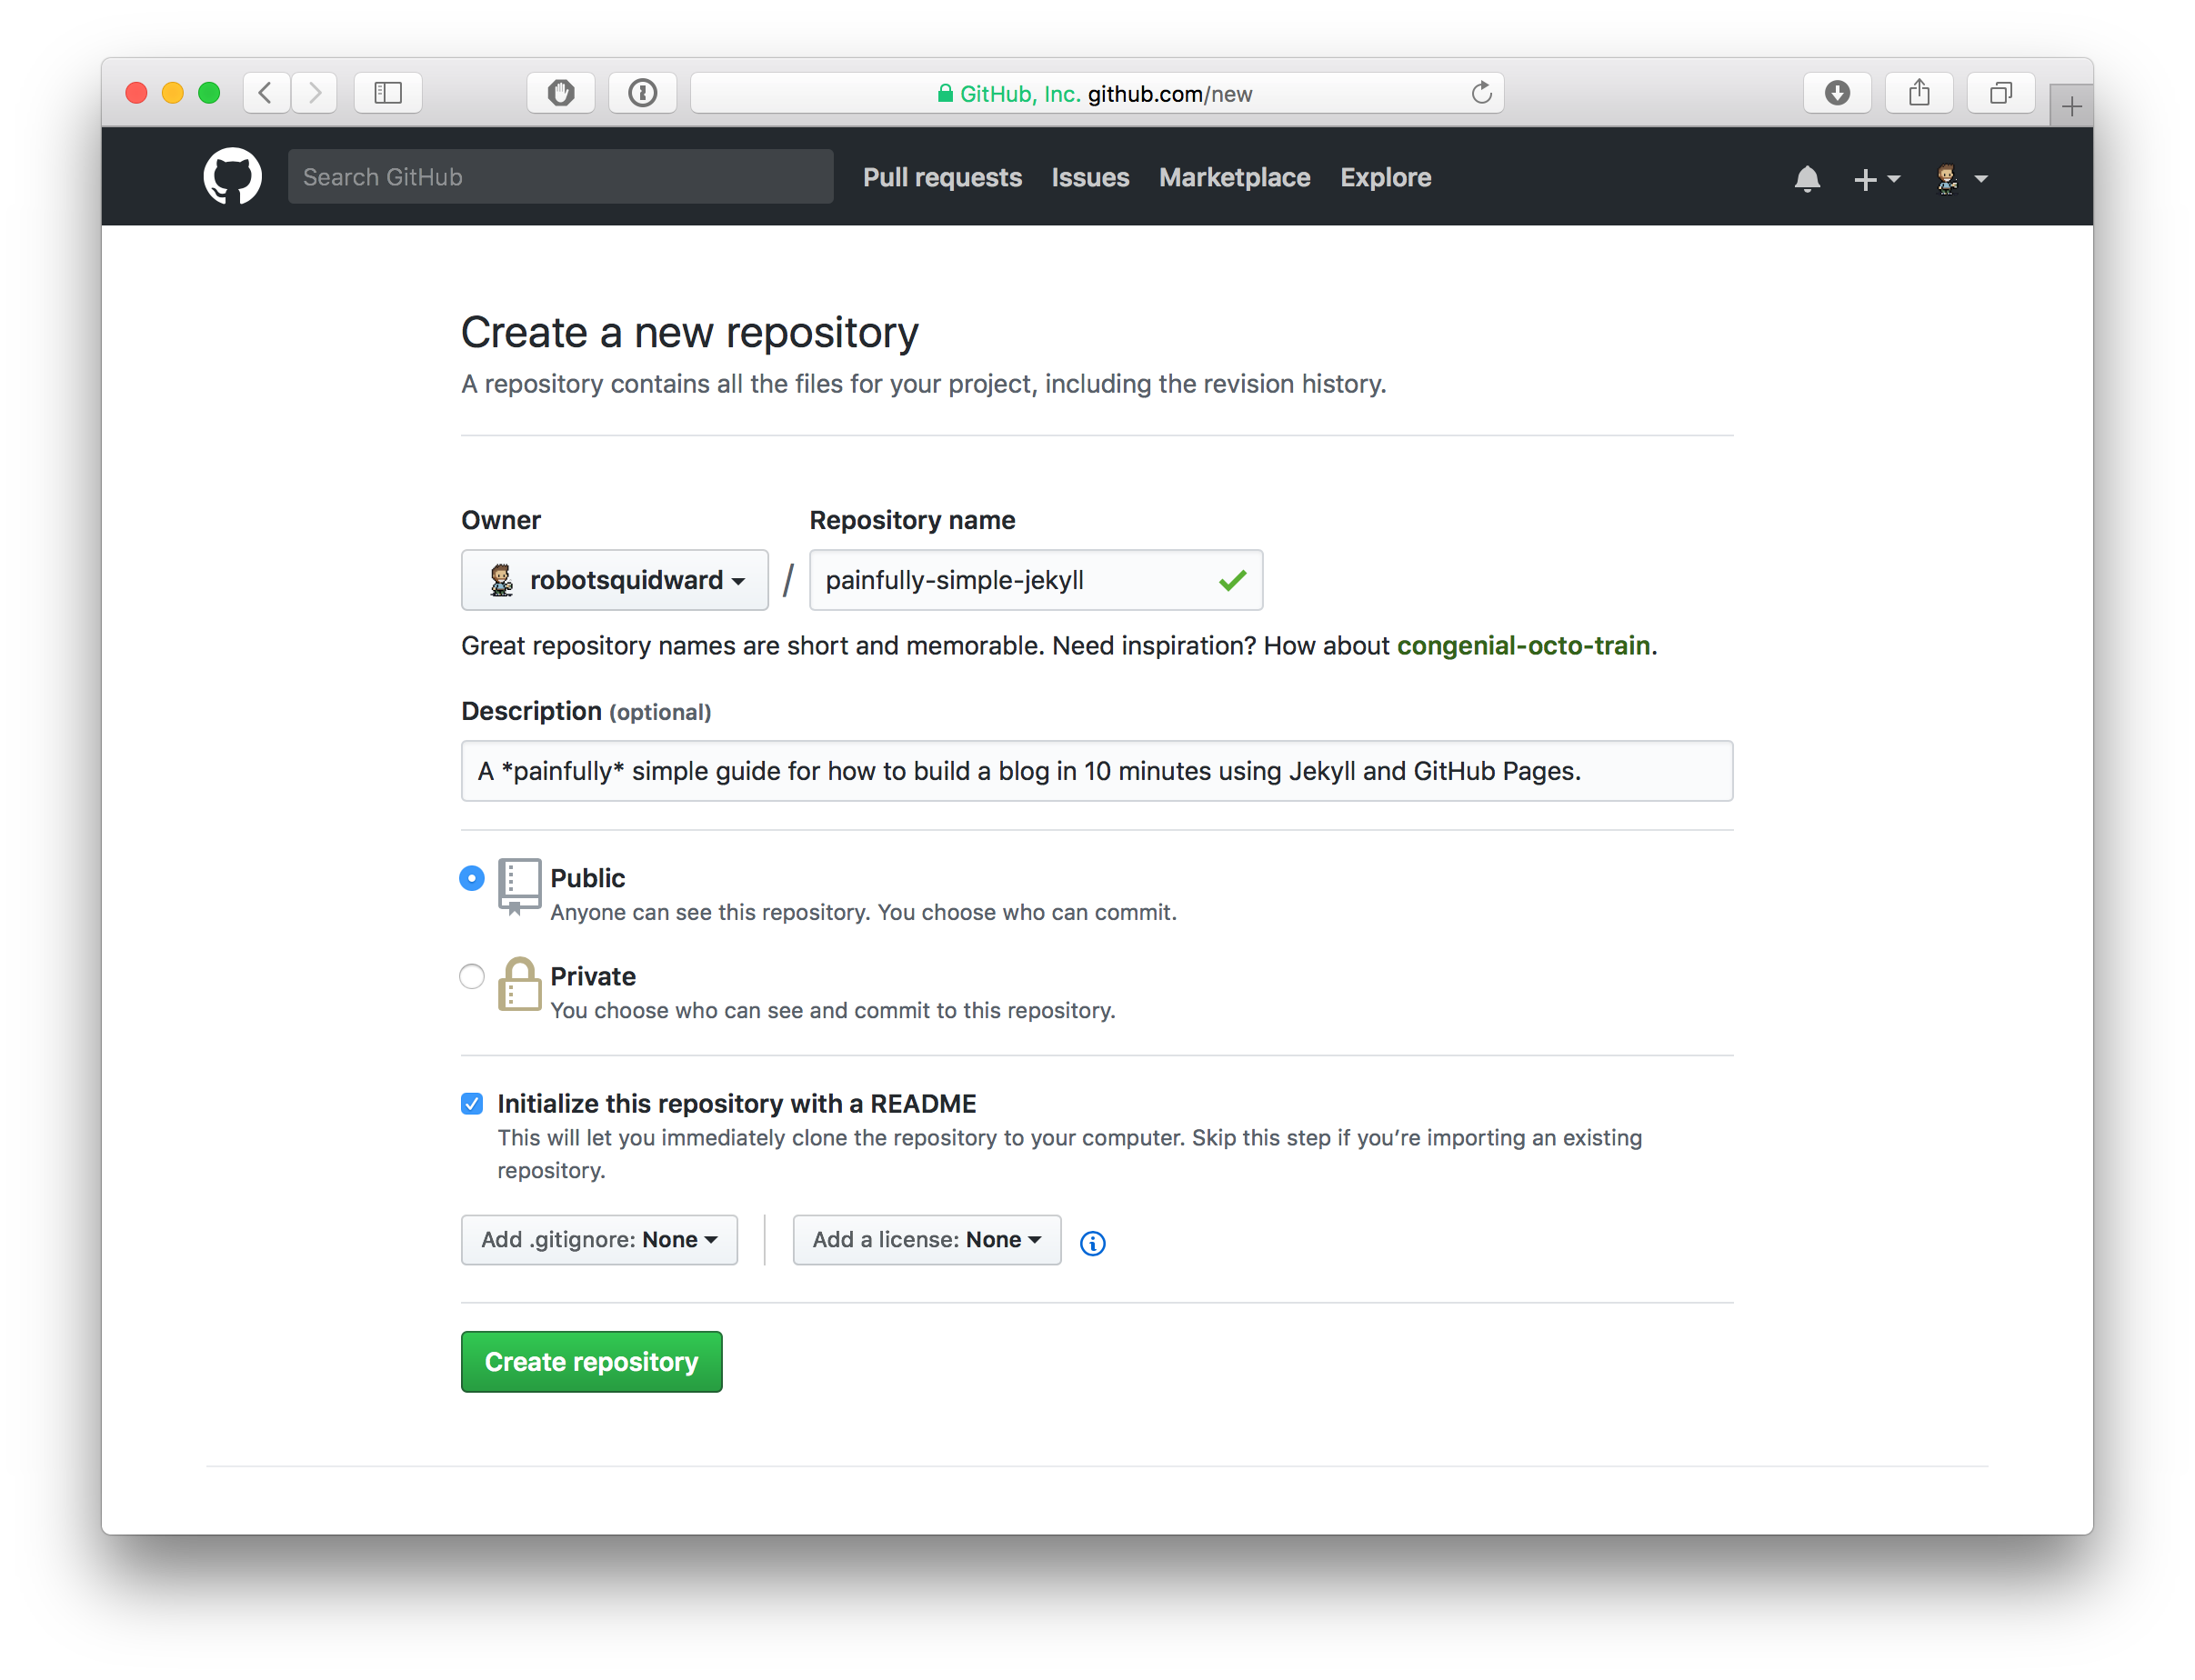 GitHub, Inc. github.com/new
Search GitHub
Pull requests
Issues
Marketplace
Explore
Create a new repository
A repository contains all the files for your project, including the revision history.
Owner
Repository name
robotsquidward / painfully-simple-jekyll
Great repository names are short and memorable. Need inspiration? How about congenial-octo-train.
Description (optional)
A *painfully* simple guide for how to build a blog in 10 minutes using Jekyll and GitHub Pages.
Public
Anyone can see this repository. You choose who can commit.
Private
You choose who can see and commit to this repository.
Initialize this repository with a README
This will let you immediately clone the repository to your computer. Skip this step if you’re importing an existing
repository.
Add .gitignore: None
Add a license: None
Create repository